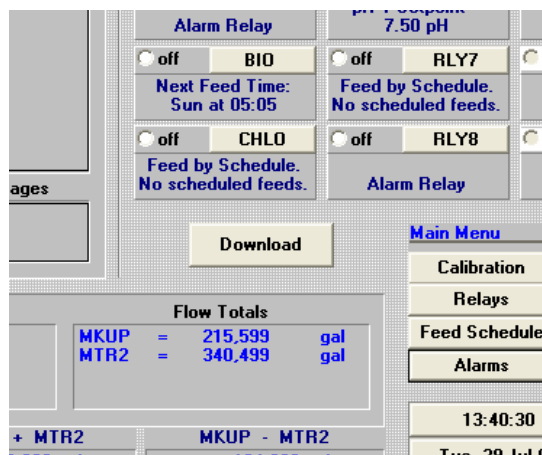 Alarm Relay
7.50 pH
off BIO
off RLY7
Next Feed Time:
Sun at 05:05
Feed by Schedule.
No scheduled feeds.
off CHLO
off RLY8
Feed by Schedule.
No scheduled feeds.
Alarm Relay
ages
Download
Main Menu
Calibration
Relays
Feed Schedule
Alarms
Flow Totals
MKUP = 215,599 gal
MTR2 = 340,499 gal
13:40:30
+ MTR2
MKUP - MTR2